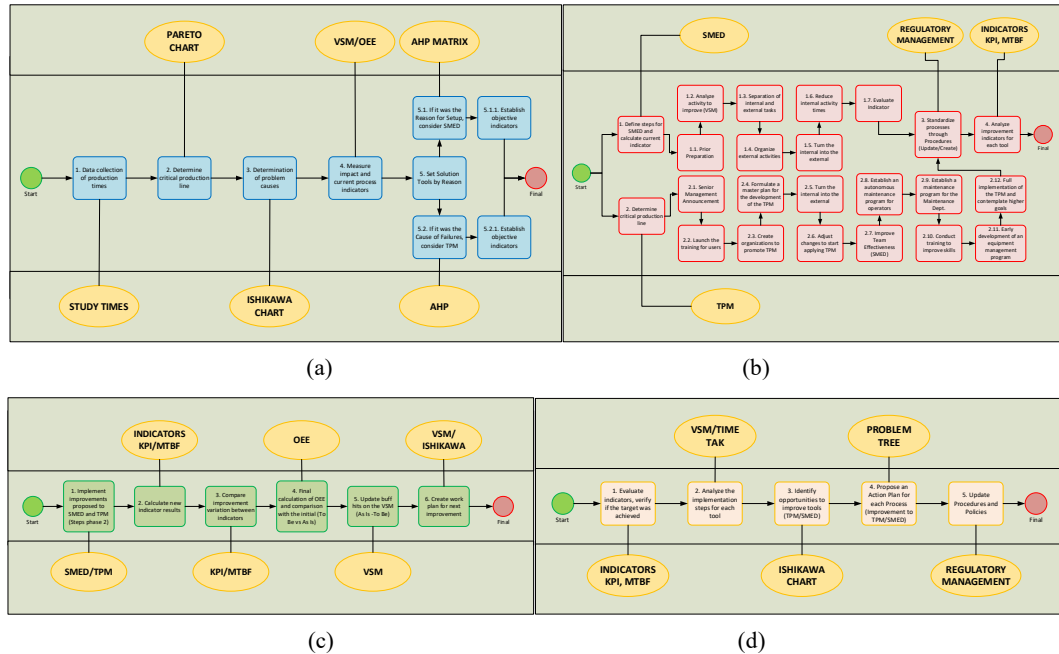 PARETO
CHART
VSM/OEE
AHP MATRIX
5.1. If it was the
Reason for Setup,
consider SMED
5.1.1. Establish
objective
indicators
Start
1. Data collection
of production
times
2. Determine
critical production
line
3. Determination
of problem
causes
4. Measure
impact and
current process
indicators
5. Set Solution
Tools by Reason
Final
5.2. If it was the
Cause of Failures,
consider TPM
5.2.1. Establish
objective
indicators
STUDY TIMES
ISHIKAWA
CHART
AHP
(a)
SMED
REGULATORY
MANAGEMENT
INDICATORS
KPI, MTBF
1.2. Analyze
activity to
improve (VSM)
1.3. Separation of
internal and
external tasks
1.6. Reduce
internal activity
times
1.7. Evaluate
indicator
1. Define steps for
SMED and
calculate current
indicator
1.1. Prior
Preparation
1.4. Organize
external activities
1.5. Turn the
internal into the
external
3. Standardize
processes
through
Procedures
(Update/Create)
4. Analyze
improvement
indicators for
each tool
Final
Start
2. Determine
critical production
line
2.1. Senior
Management
Announcement
2.4. Formulate a
master plan for
the development
of the TPM
2.5. Turn the
internal into the
external
2.8. Establish an
autonomous
maintenance
program for
operators
2.9. Establish a
maintenance
program for the
Maintenance
Dept.
2.12. Full
implementation of
the TPM and
contemplate higher
goals
2.2. Launch the
training for users
2.3. Create
organizations to
promote TPM
2.6. Adjust
changes to start
applying TPM
2.7. Improve
Team
Effectiveness
(SMED)
2.10. Conduct
training to
improve skills
2.11. Early
development of an
equipment
management
program
TPM
(b)
INDICATORS
KPI/MTBF
OEE
VSM/
ISHIKAWA
Start
1. Implement
improvements
proposed to
SMED and TPM
(Steps phase 2)
2. Calculate new
indicator results
3. Compare
improvement
variation between
indicators
4. Final
calculation of OEE
and comparison
with the initial (To
Be vs As Is)
5. Update buff
hits on the VSM
(As Is -To Be)
6. Create work
plan for next
improvement
Final
SMED/TPM
KPI/MTBF
VSM
(c)
VSM/TIME
TAK
PROBLEM
TREE
Start
1. Evaluate
indicators, verify
if the target was
achieved
2. Analyze the
implementation
steps for each
tool
3. Identify
opportunities to
improve tools
(TPM/SMED)
4. Propose an
Action Plan for
each Process
(Improvement to
TPM/SMED)
5. Update
Procedures and
Policies
Final
INDICATORS
KPI, MTBF
ISHIKAWA
CHART
REGULATORY
MANAGEMENT
(d)